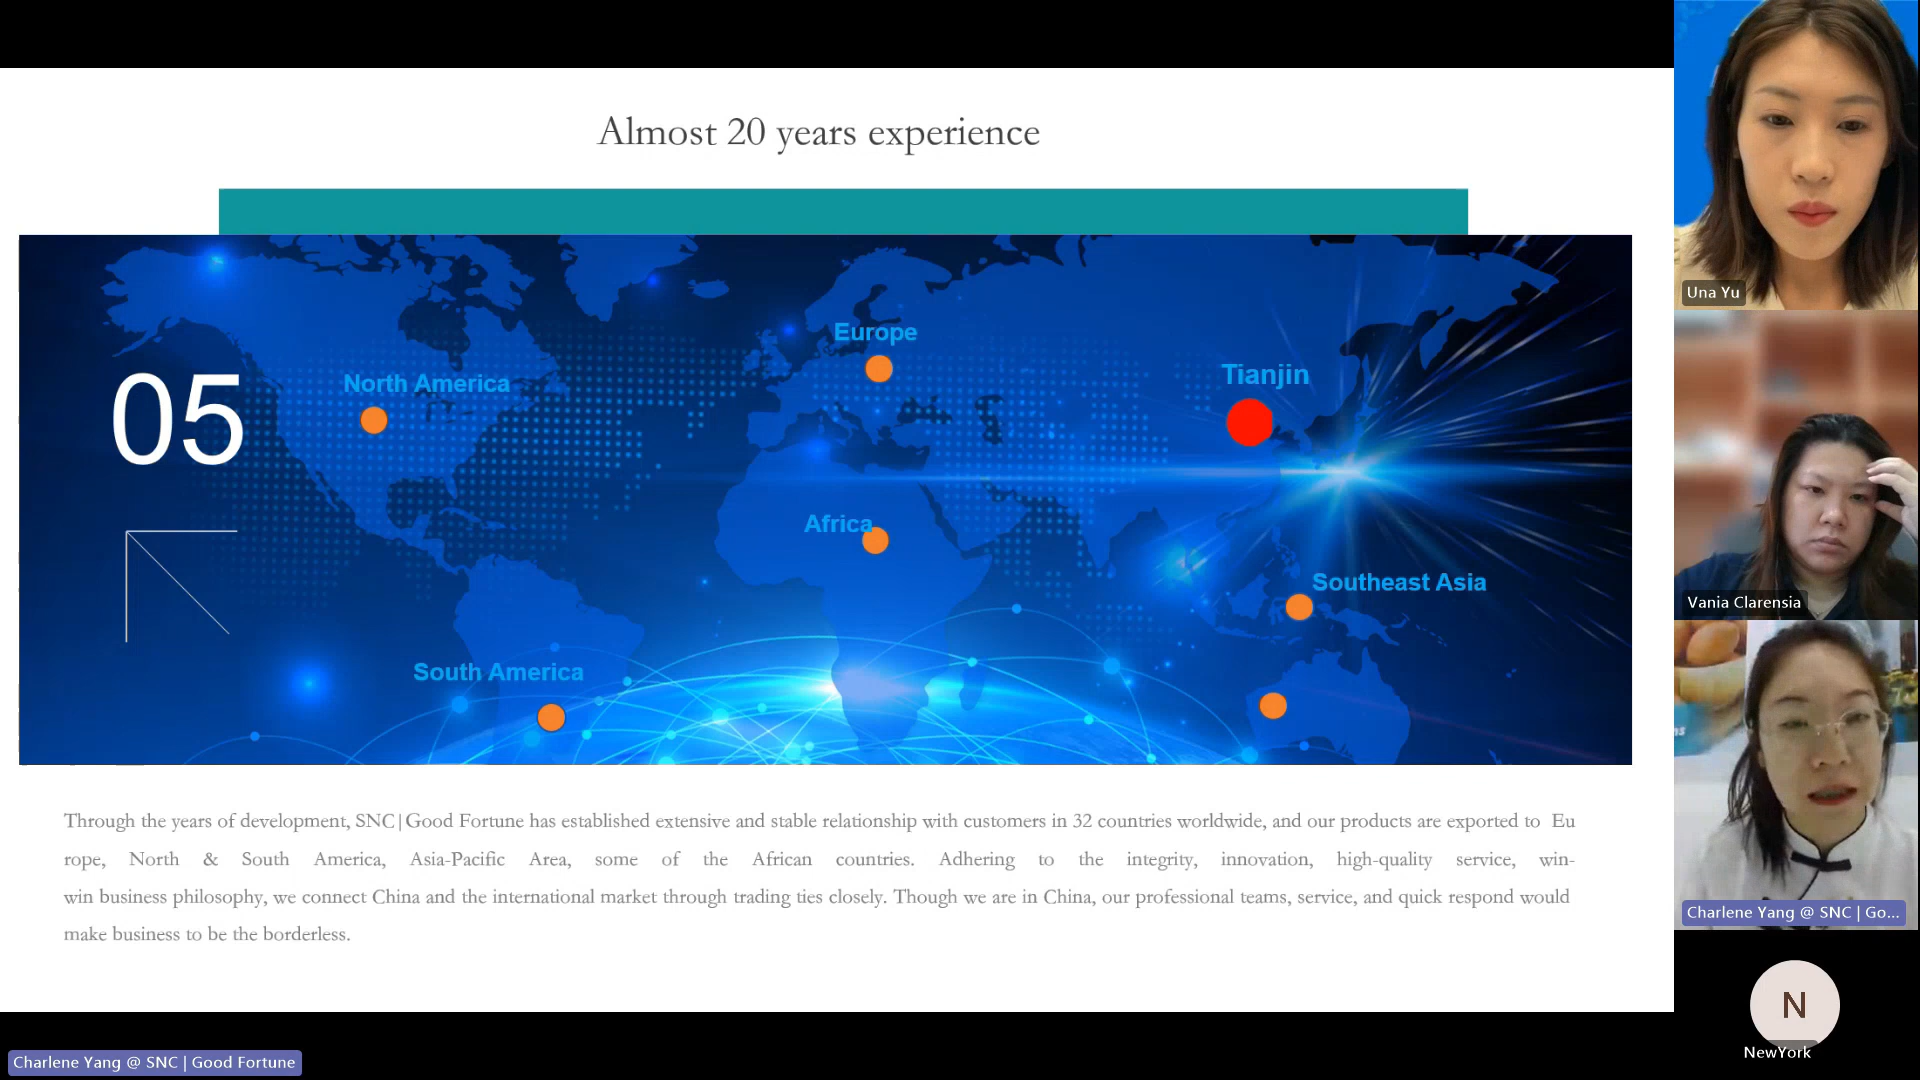 Almost 20 years experience
05
North America
Europe
Tianjin
Africa
Southeast Asia
South America
Through the years of development, SNC|Good Fortune has established extensive and stable relationship with customers in 32 countries worldwide, and our products are exported to Eu
rope, North & South America, Asia-Pacific Area, some of the African countries. Adhering to the integrity, innovation, high-quality service, win-
win business philosophy, we connect China and the international market through trading ties closely. Though we are in China, our professional teams, service, and quick respond would
make business to be the borderless.
Una Yu
Vania Clarensia
Charlene Yang @ SNC | Go...
N
NewYork
Charlene Yang @ SNC | Good Fortune